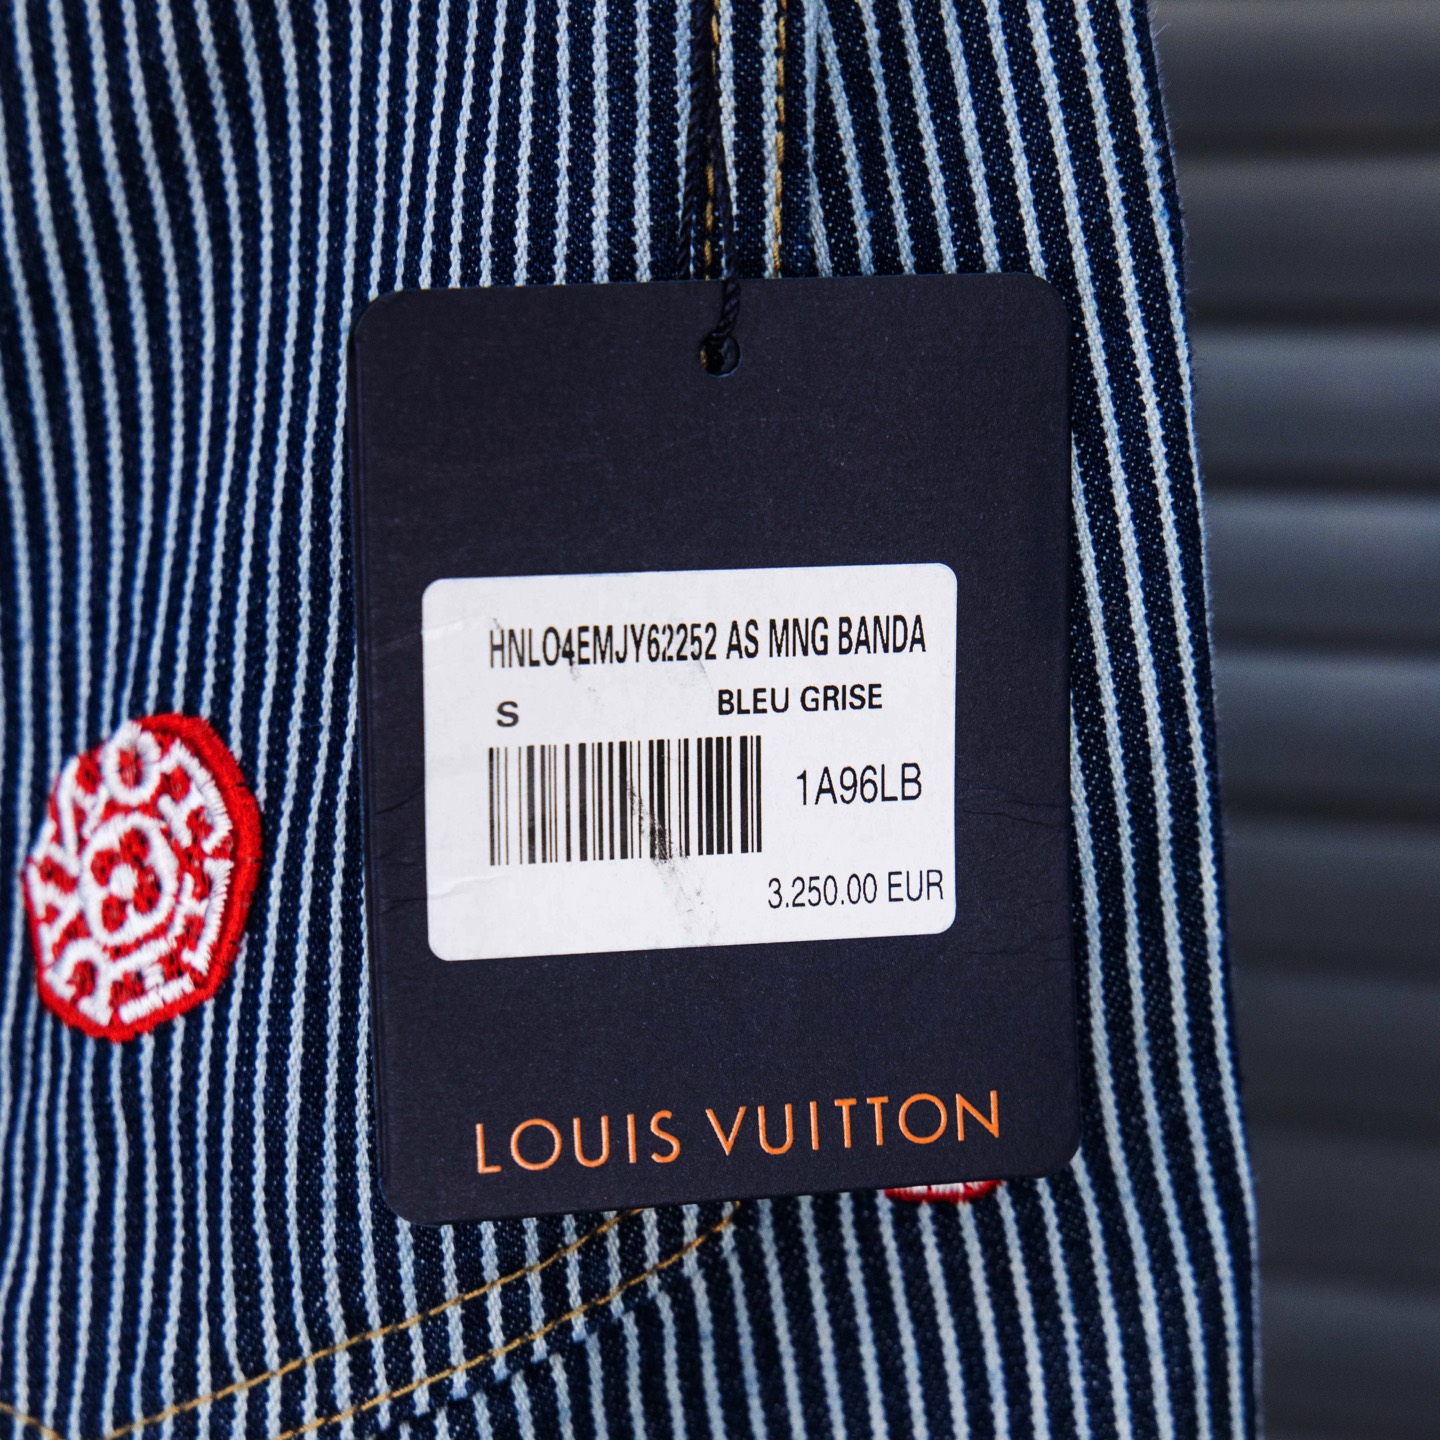 HNLO4EMJY62252 AS MNG BANDA
S
BLEU GRISE
1A96LB
3.250.00 EUR
LOUIS VUITTON